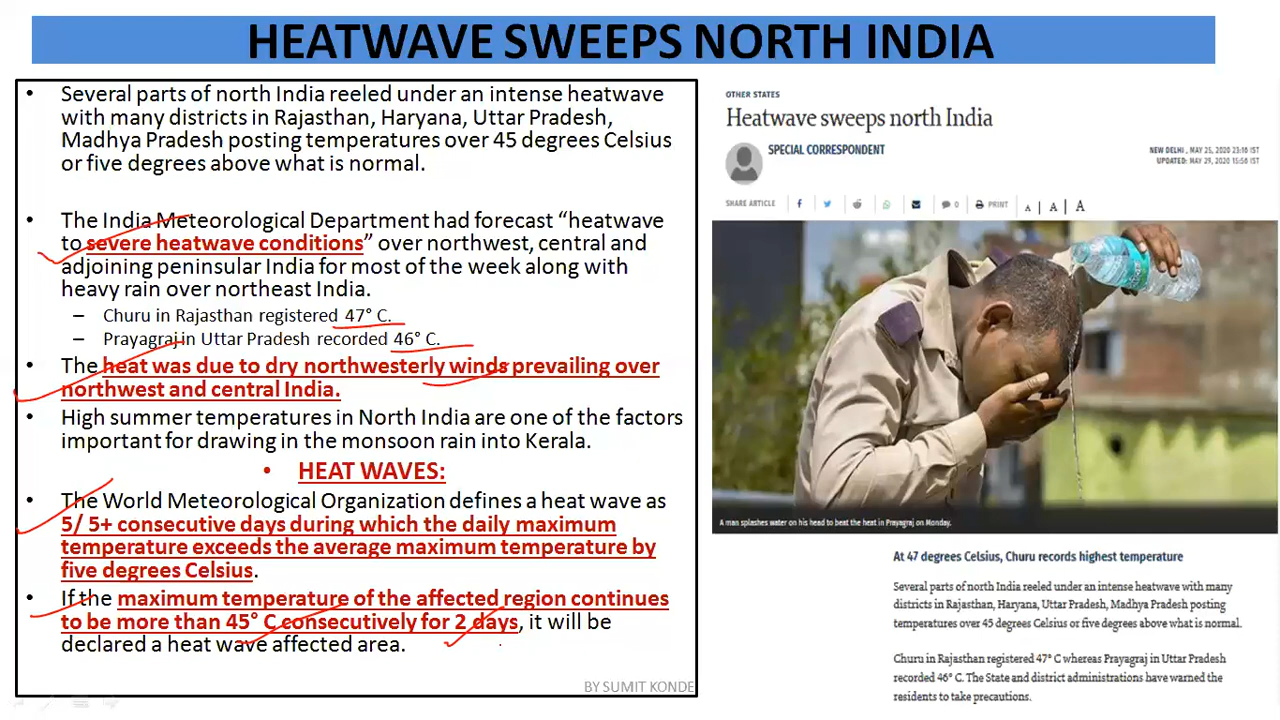 HEATWAVE SWEEPS NORTH INDIA
• Several parts of north India reeled under an intense heatwave
with many districts in Rajasthan, Haryana, Uttar Pradesh,
Madhya Pradesh posting temperatures over 45 degrees Celsius
or five degrees above what is normal.
• The India Meteorological Department had forecast “heatwave
to severe heatwave conditions” over northwest, central and
adjoining peninsular India for most of the week along with
heavy rain over northeast India.
– Churu in Rajasthan registered 47° C.
– Prayagraj in Uttar Pradesh recorded 46° C.
• The heat was due to dry northwesterly winds prevailing over
northwest and central India.
• High summer temperatures in North India are one of the factors
important for drawing in the monsoon rain into Kerala.
• HEAT WAVES:
• The World Meteorological Organization defines a heat wave as
5/ 5+ consecutive days during which the daily maximum
temperature exceeds the average maximum temperature by
five degrees Celsius.
• If the maximum temperature of the affected region continues
to be more than 45° C consecutively for 2 days, it will be
declared a heat wave affected area.
BY SUMIT KONDE
OTHER STATES
Heatwave sweeps north India
SPECIAL CORRESPONDENT
NEW DELHI, MAY 25, 2020 23:16 IST
UPDATED: MAY 29, 2020 15:56 IST
SHARE ARTICLE 0 PRINT A | A | A
A man splashes water on his head to beat the heat in Prayagraj on Monday.
At 47 degrees Celsius, Churu records highest temperature
Several parts of north India reeled under an intense heatwave with many
districts in Rajasthan, Haryana, Uttar Pradesh, Madhya Pradesh posting
temperatures over 45 degrees Celsius or five degrees above what is normal.
Churu in Rajasthan registered 47° C whereas Prayagraj in Uttar Pradesh
recorded 46° C. The State and district administrations have warned the
residents to take precautions.